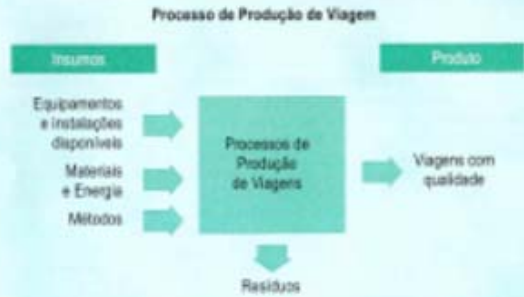 Processo de Produção de Viagem
Insumos
Produto
Equipamentos
e instalações
disponíveis
Materiais
e Energia
Métodos
Processos de
Produção
de Viagens
Viagens com
qualidade
Resíduos